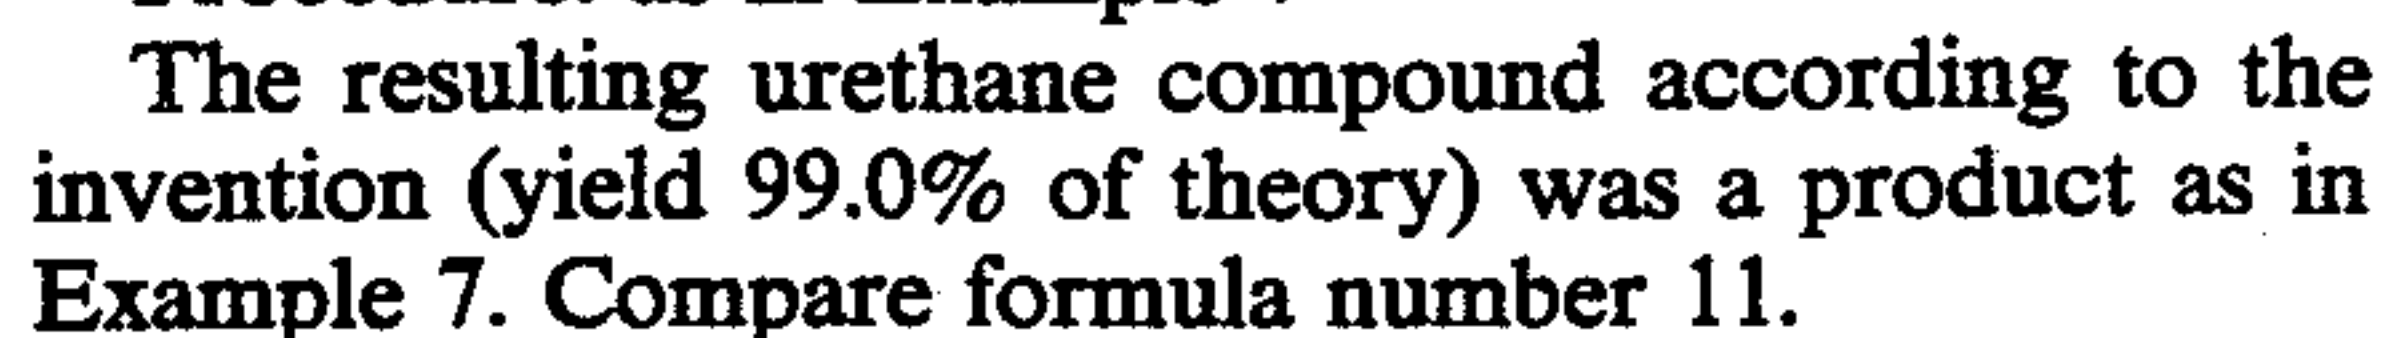 The resulting urethane compound according to the
invention (yield 99.0% of theory) was a product as in
Example 7. Compare formula number 11.